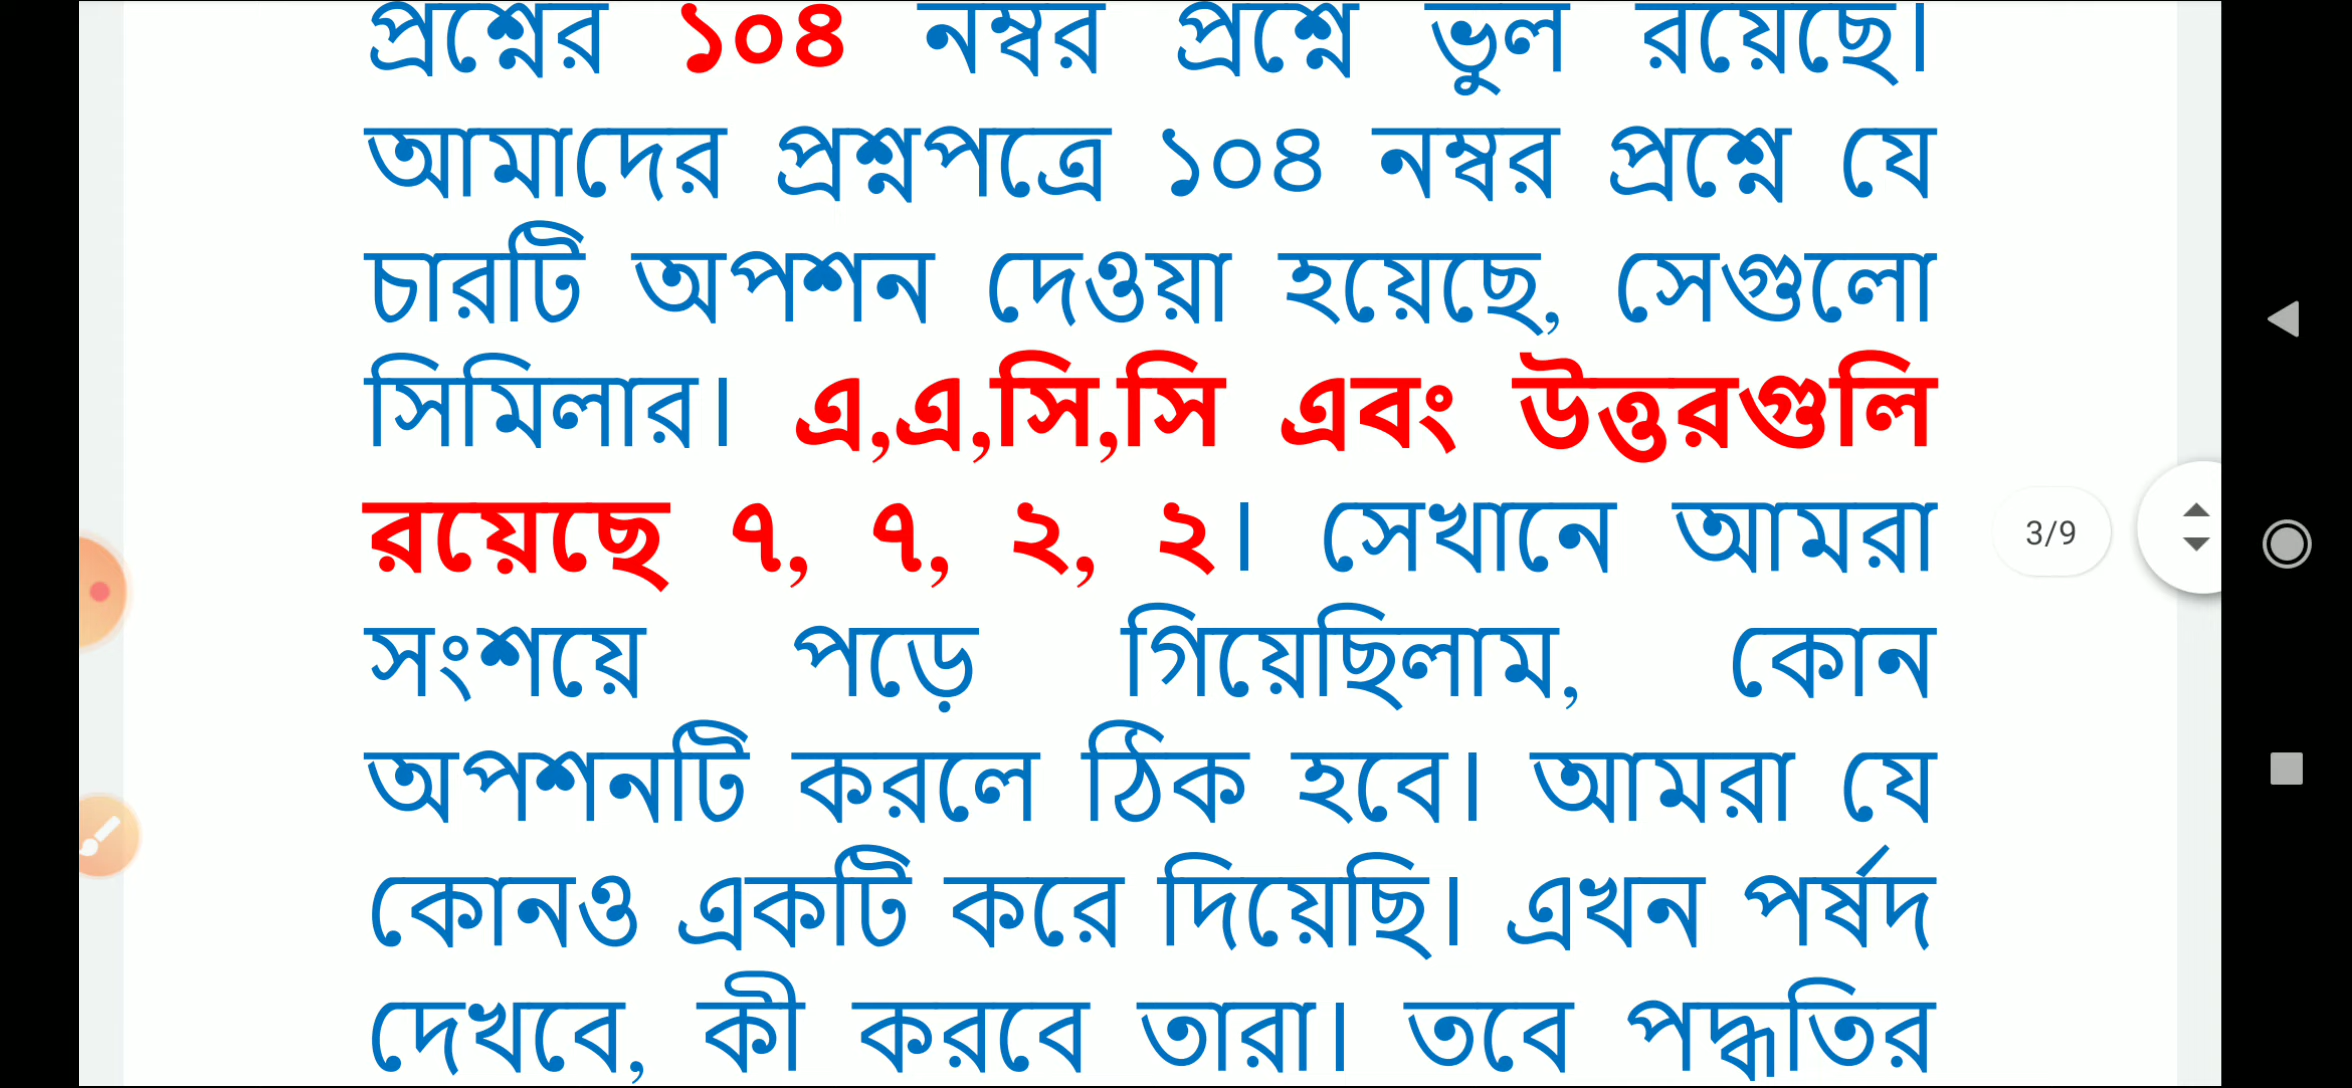 প্রশ্নের ১০৪ নম্বর প্রশ্নে ভুল রয়েছে।
আমাদের প্রশ্নপত্রে ১০৪ নম্বর প্রশ্নে যে
চারটি অপশন দেওয়া হয়েছে, সেগুলো
সিমিলার। এ,এ,সি,সি এবং উত্তরগুলি
রয়েছে ৭, ৭, ২, ২। সেখানে আমরা
সংশয়ে পড়ে গিয়েছিলাম, কোন
অপশনটি করলে ঠিক হবে। আমরা যে
কোনও একটি করে দিয়েছি। এখন পর্ষদ
দেখবে, কী করবে তারা। তবে পদ্ধতির
3/9